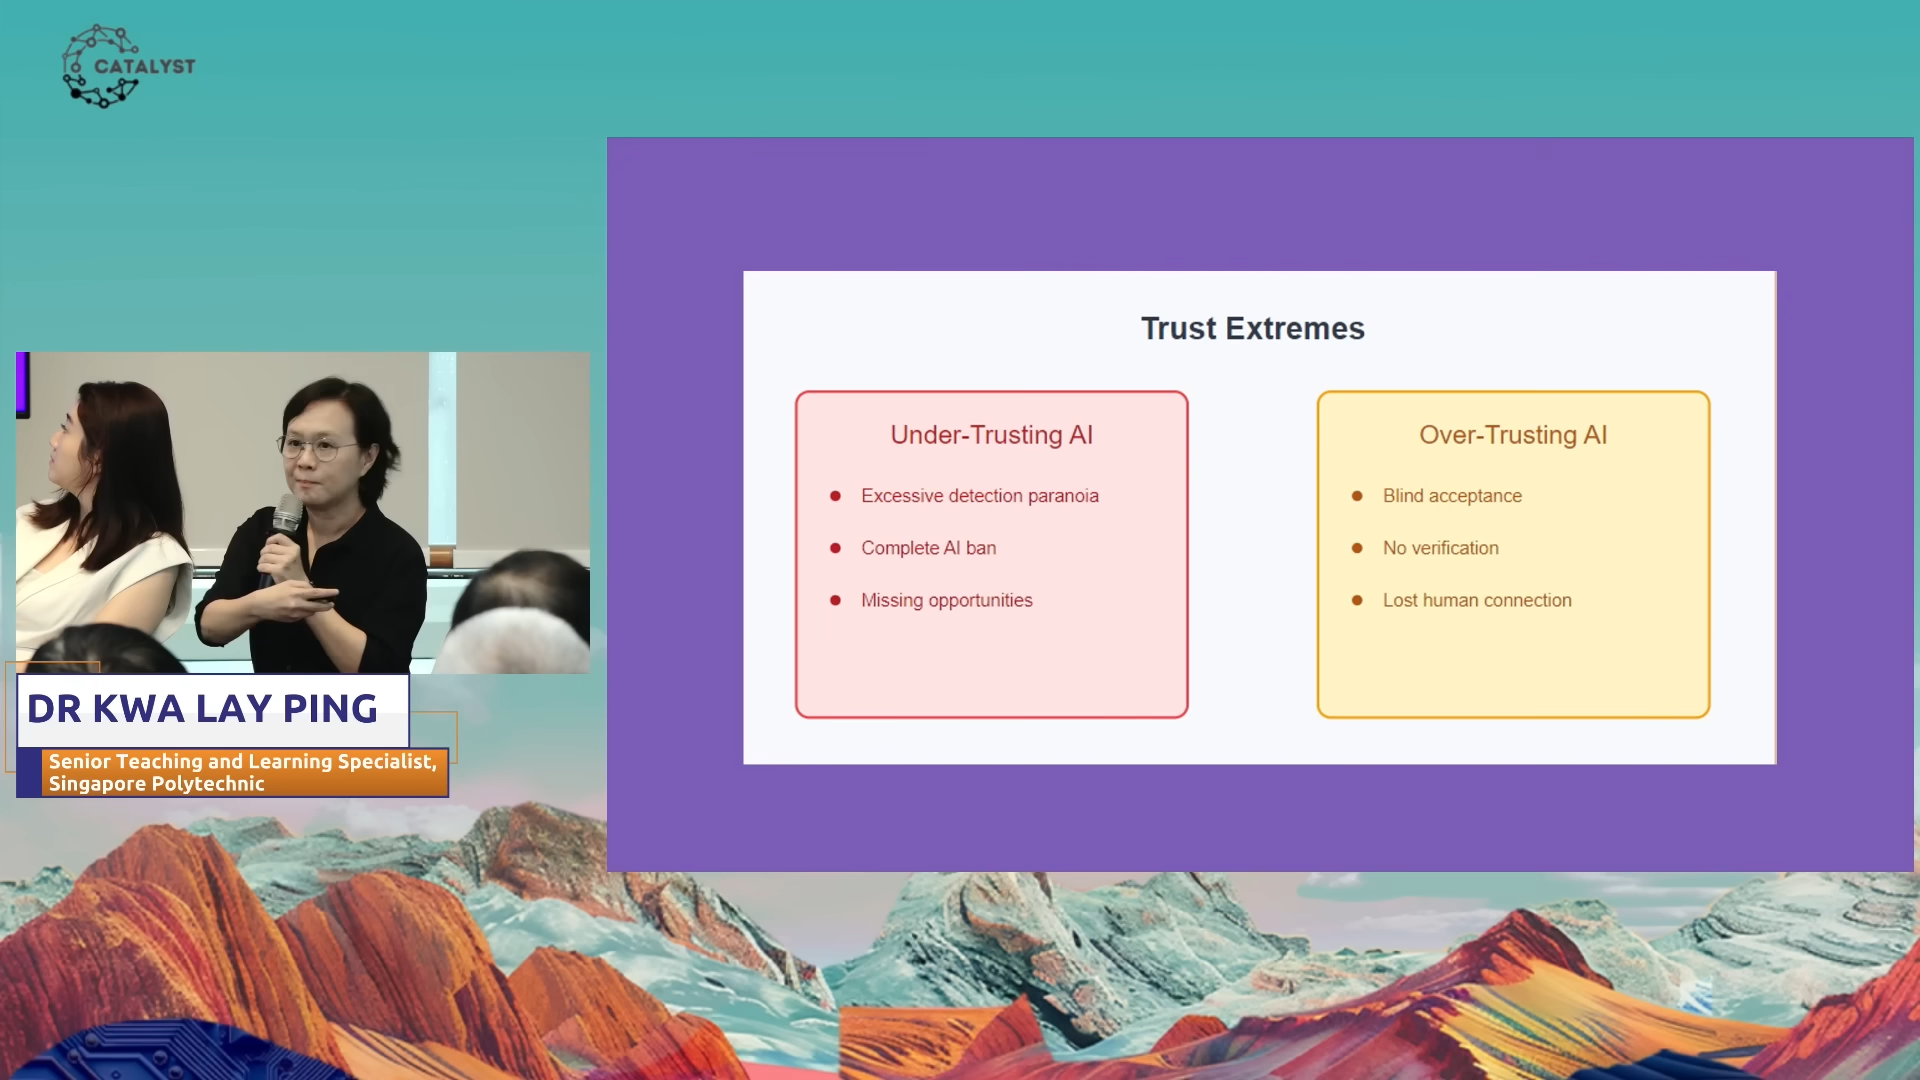 CATALYST
Trust Extremes
Under-Trusting AI
Excessive detection paranoia
Complete AI ban
Missing opportunities
Over-Trusting AI
Blind acceptance
No verification
Lost human connection
DR KWA LAY PING
Senior Teaching and Learning Specialist,
Singapore Polytechnic